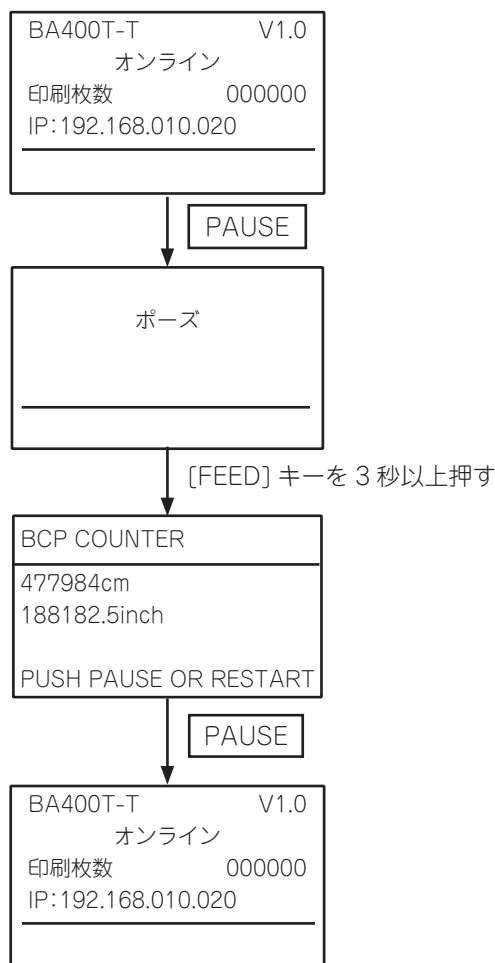 BA400T-T V1.0
オンライン
印刷枚数 000000
IP:192.168.010.020
PAUSE
ポーズ
[FEED] キーを 3 秒以上押す
BCP COUNTER
477984cm
188182.5inch
PUSH PAUSE OR RESTART
PAUSE
BA400T-T V1.0
オンライン
印刷枚数 000000
IP:192.168.010.020